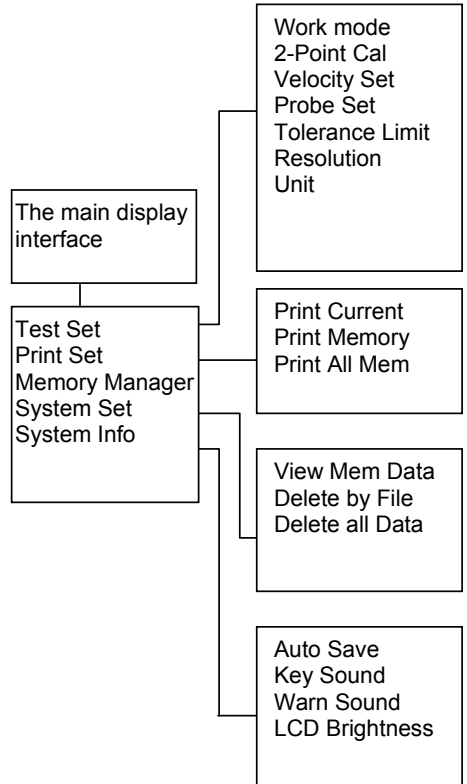 The main display
interface
Test Set
Print Set
Memory Manager
System Set
System Info
Work mode
2-Point Cal
Velocity Set
Probe Set
Tolerance Limit
Resolution
Unit
Print Current
Print Memory
Print All Mem
View Mem Data
Delete by File
Delete all Data
Auto Save
Key Sound
Warn Sound
LCD Brightness